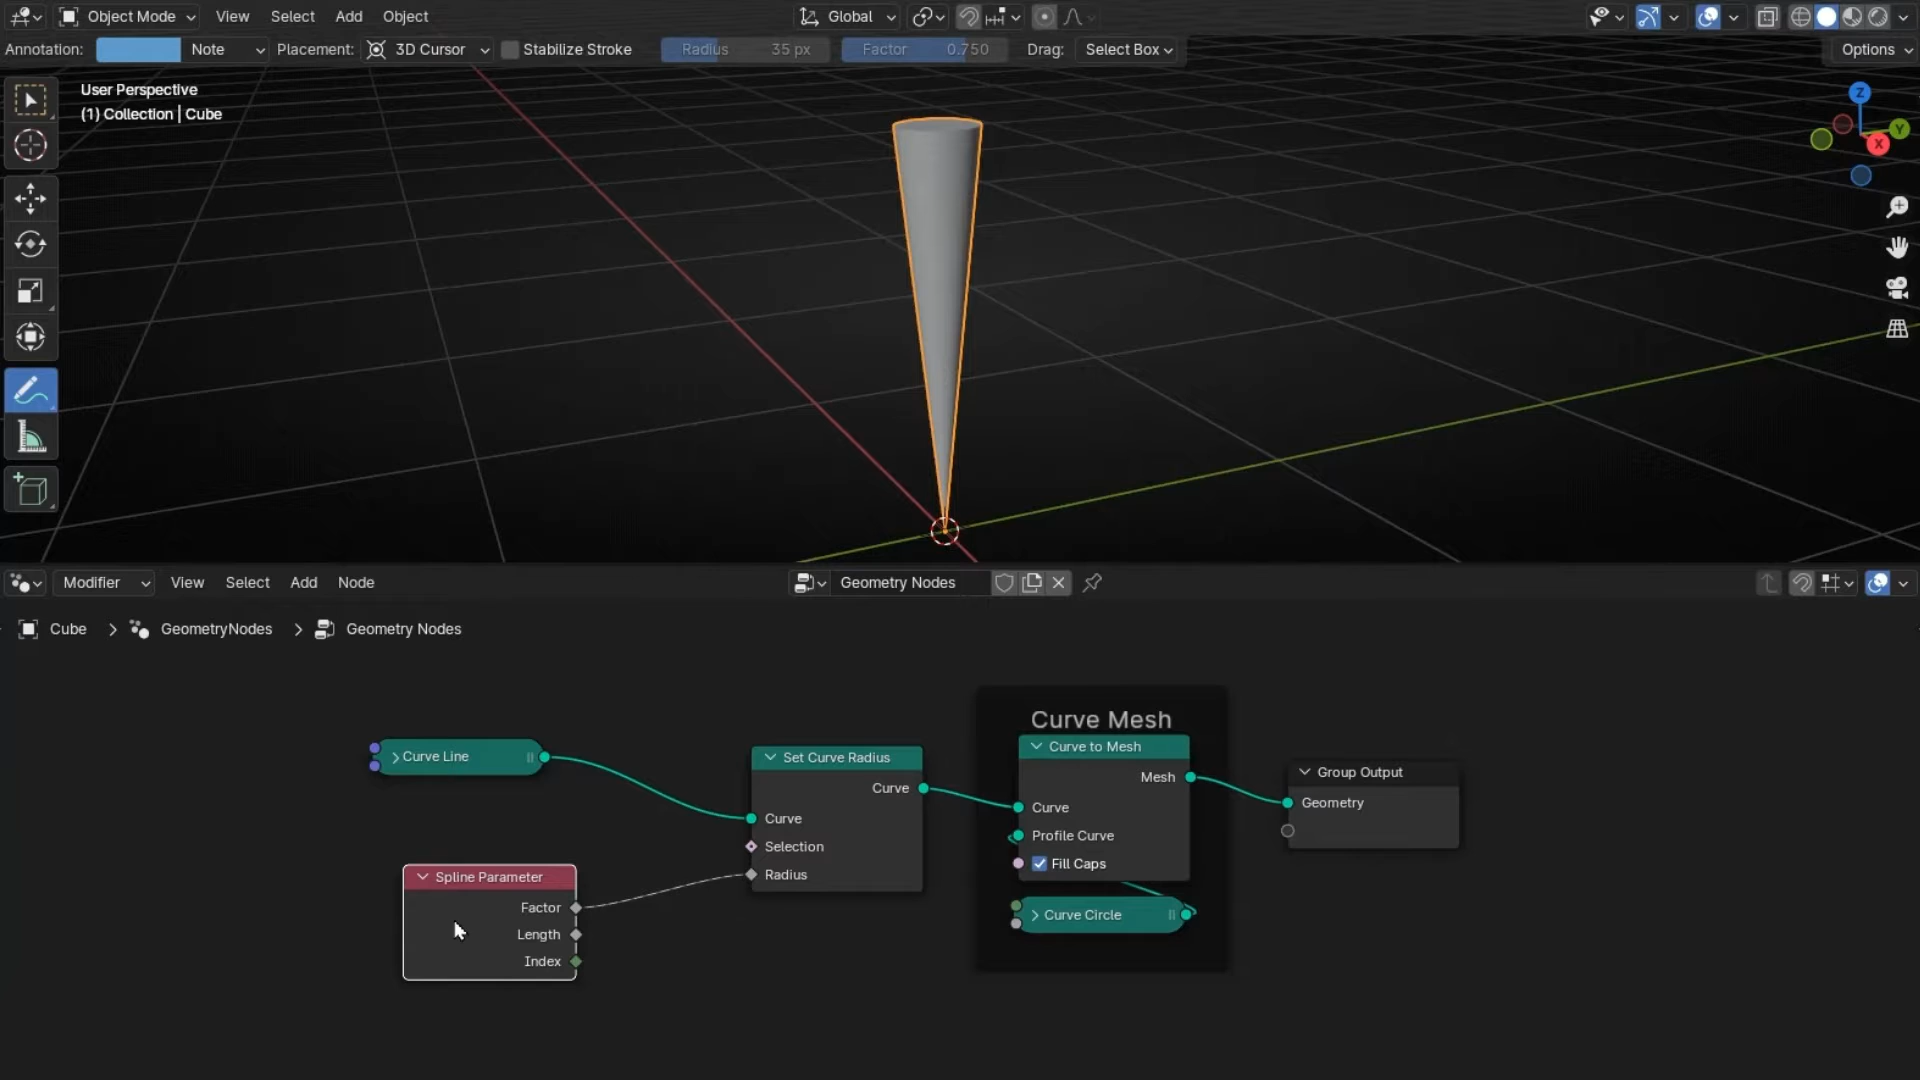 Object Mode View Select Add Object Global
Annotation: Note Placement: 3D Cursor Stabilize Stroke Radius 35 px Factor 0.750 Drag: Select Box Options
User Perspective
(1) Collection | Cube
Z
Y
X
Modifier View Select Add Node Geometry Nodes
Cube GeometryNodes Geometry Nodes
Curve Mesh
Curve Line
Set Curve Radius
Curve
Curve
Selection
Radius
Curve to Mesh
Mesh
Curve
Profile Curve
Fill Caps
Curve Circle
Group Output
Geometry
Spline Parameter
Factor
Length
Index